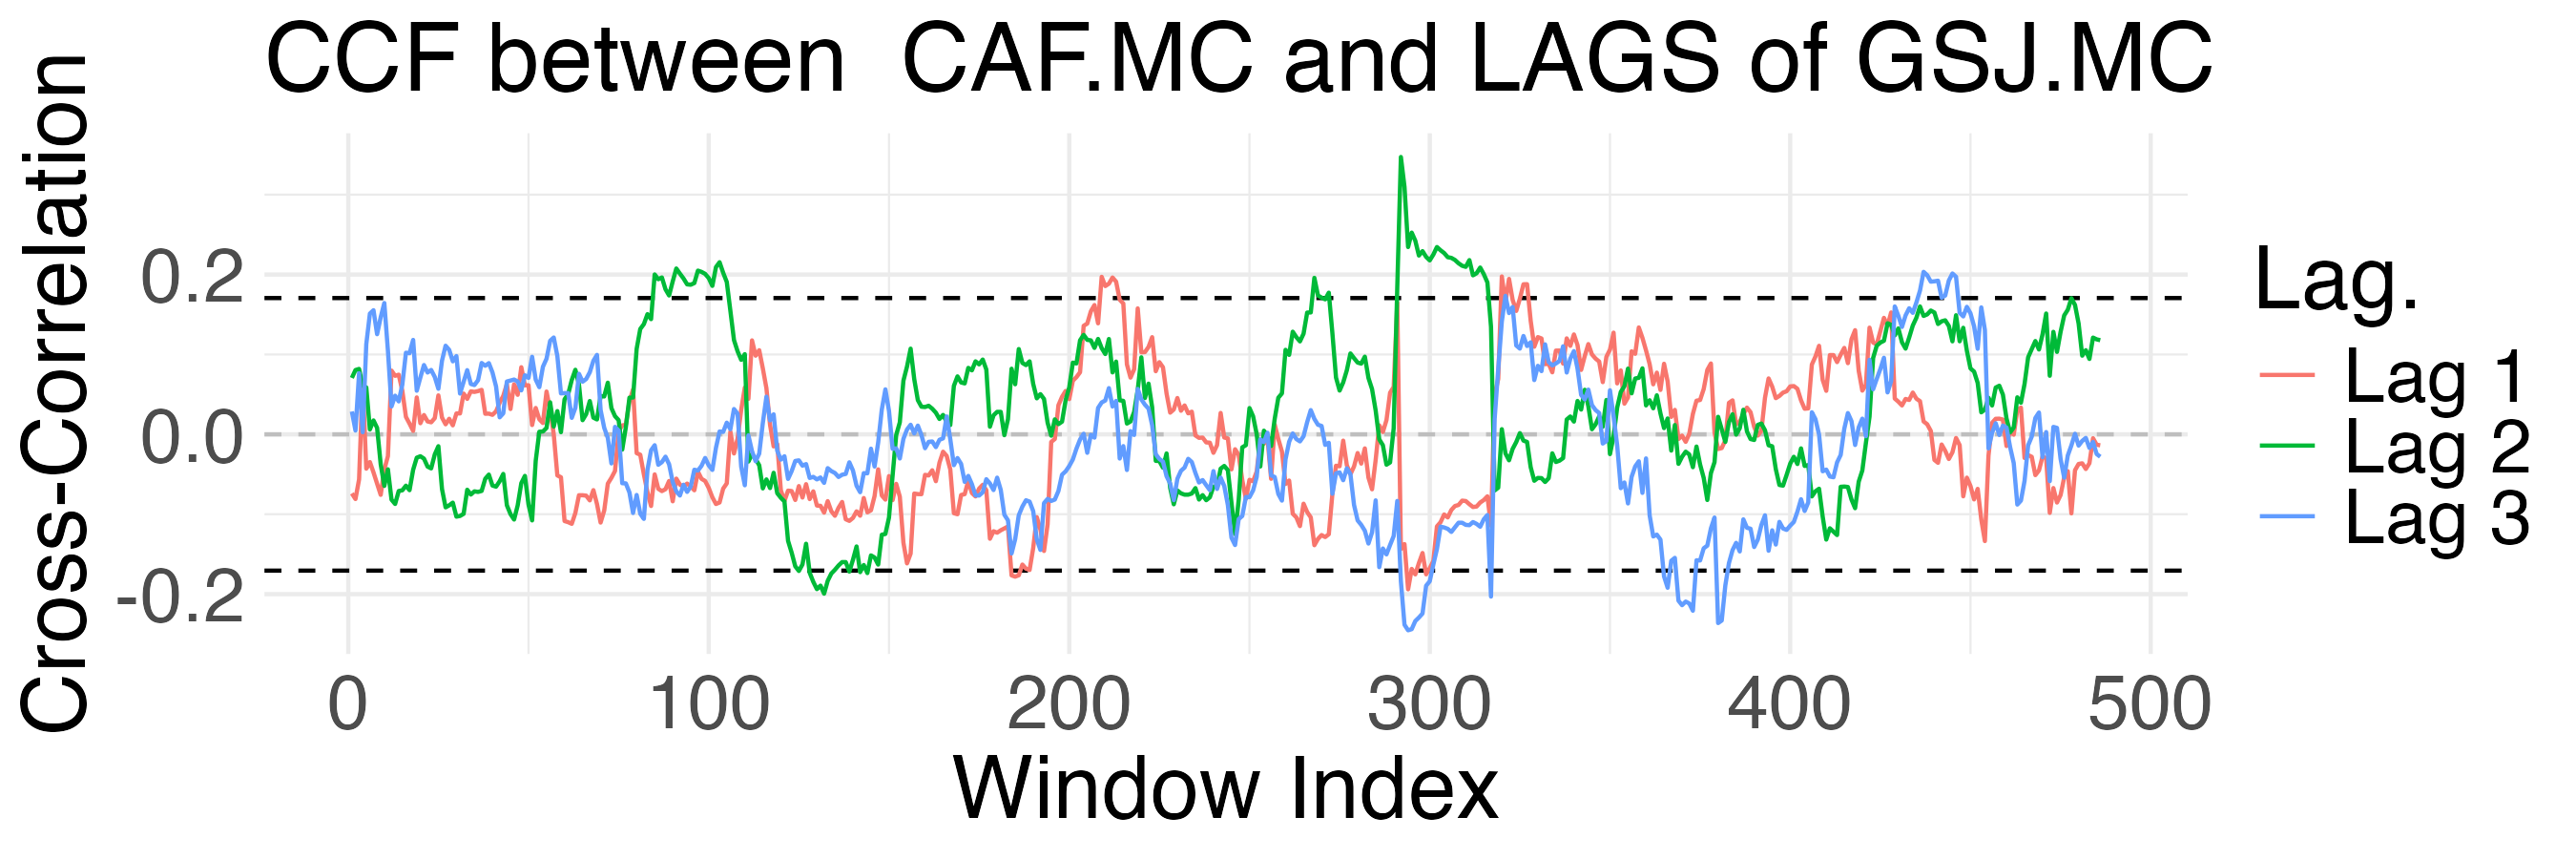 CCF between  CAF.MC and LAGS of GSJ.MC
Cross-Correlation
0.2
0.0
-0.2
0 100 200 300 400 500
Window Index
Lag.
Lag 1
Lag 2
Lag 3